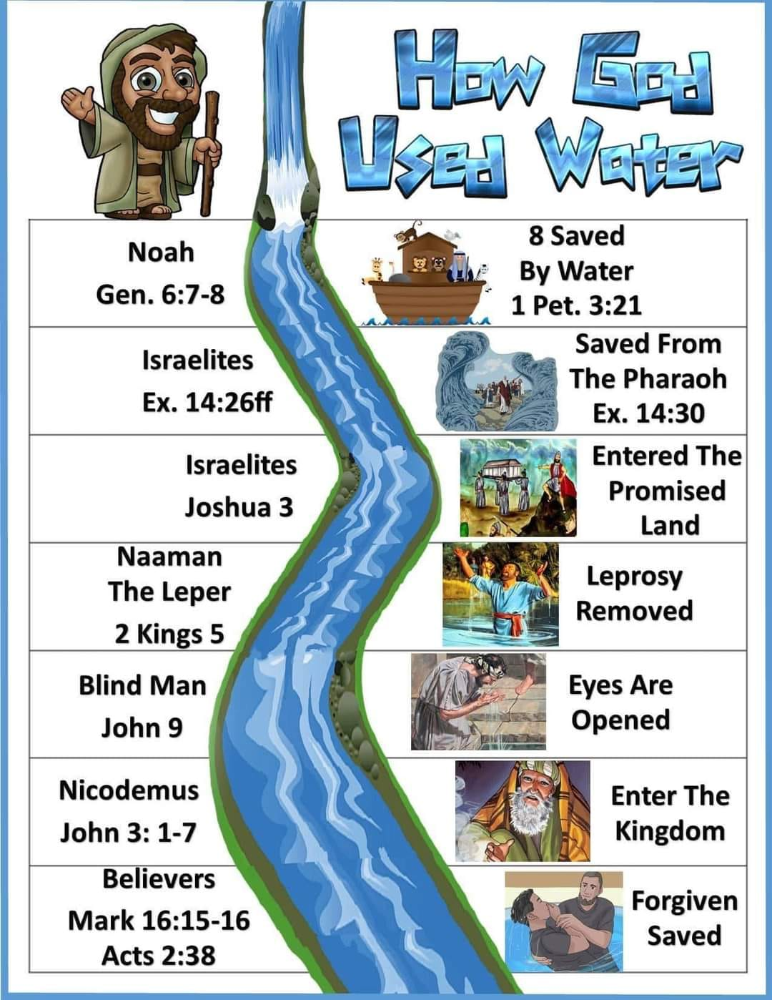 How God
Used Water
Noah
Gen. 6:7-8
8 Saved
By Water
1 Pet. 3:21
Israelites
Ex. 14:26ff
Saved From
The Pharaoh
Ex. 14:30
Israelites
Joshua 3
Entered The
Promised
Land
Naaman
The Leper
2 Kings 5
Leprosy
Removed
Blind Man
John 9
Eyes Are
Opened
Nicodemus
John 3: 1-7
Enter The
Kingdom
Believers
Mark 16:15-16
Acts 2:38
Forgiven
Saved